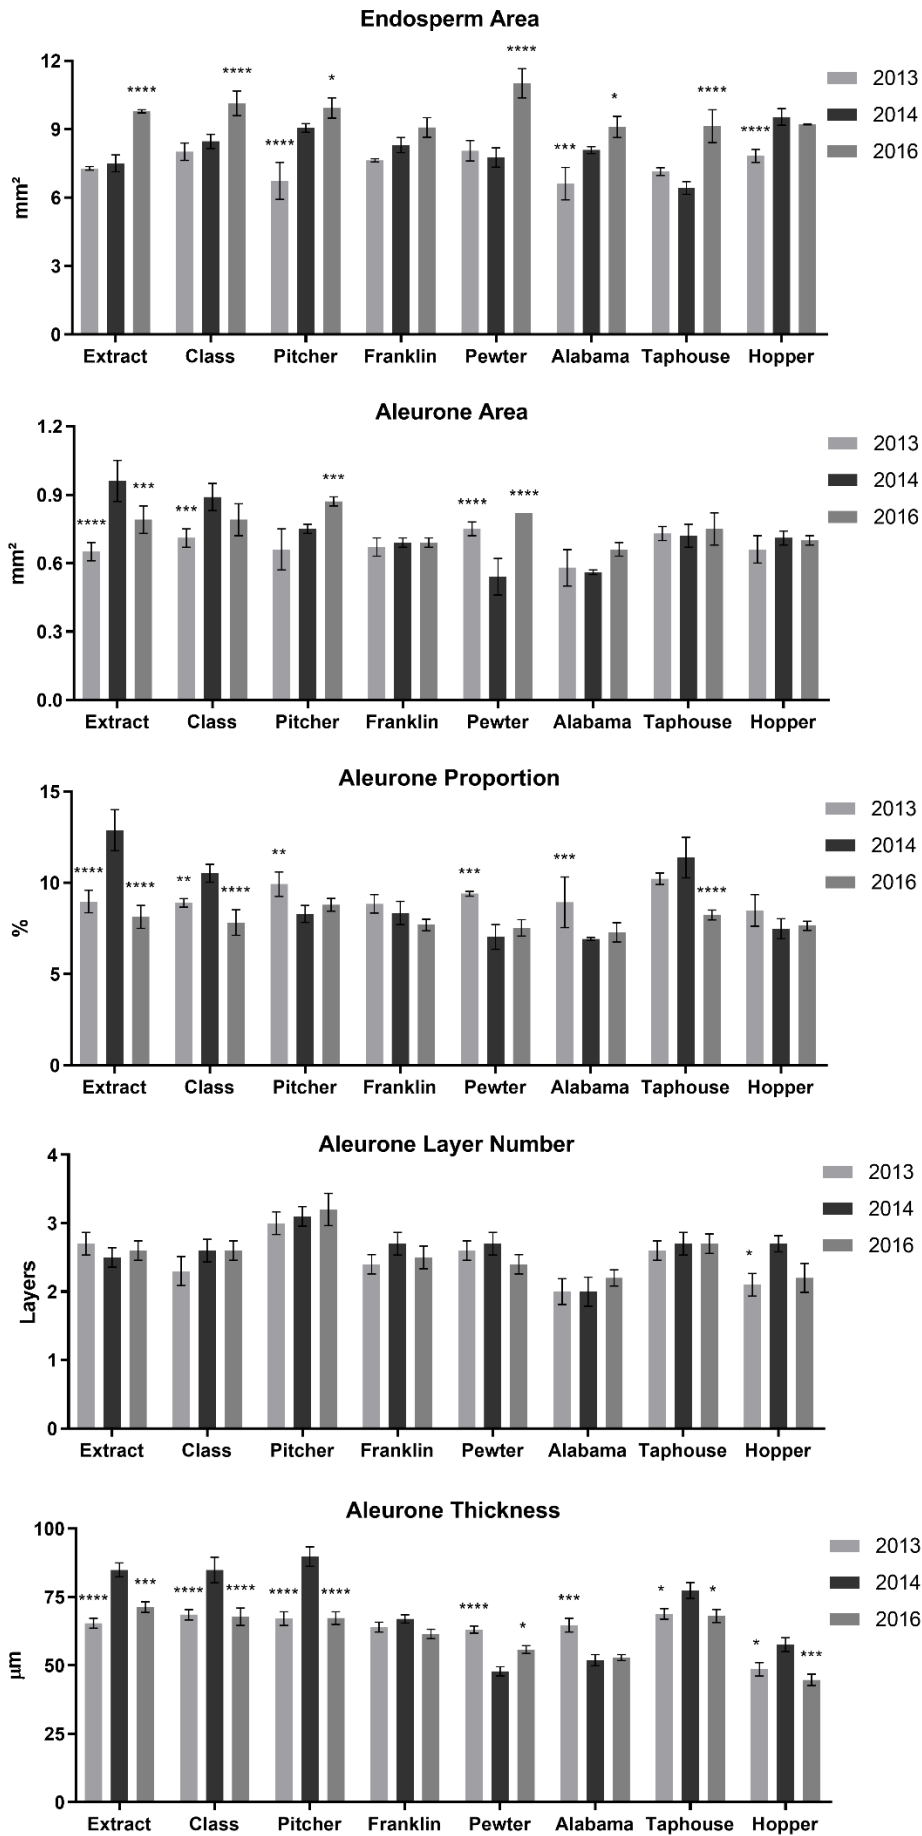 Endosperm Area
mm²
12
9
6
3
0
**** **** **** * **** *** * **** ****
Extract Class Pitcher Franklin Pewter Alabama Taphouse Hopper
2013
2014
2016
Aleurone Area
mm²
1.2
0.9
0.6
0.3
0.0
**** *** *** *** **** ****
Extract Class Pitcher Franklin Pewter Alabama Taphouse Hopper
2013
2014
2016
Aleurone Proportion
%
15
10
5
0
**** **** ** **** ** *** *** ****
Extract Class Pitcher Franklin Pewter Alabama Taphouse Hopper
2013
2014
2016
Aleurone Layer Number
Layers
4
3
2
1
0
*
Extract Class Pitcher Franklin Pewter Alabama Taphouse Hopper
2013
2014
2016
Aleurone Thickness
µm
100
75
50
25
0
**** *** **** **** **** **** **** * *** * * * ***
Extract Class Pitcher Franklin Pewter Alabama Taphouse Hopper
2013
2014
2016